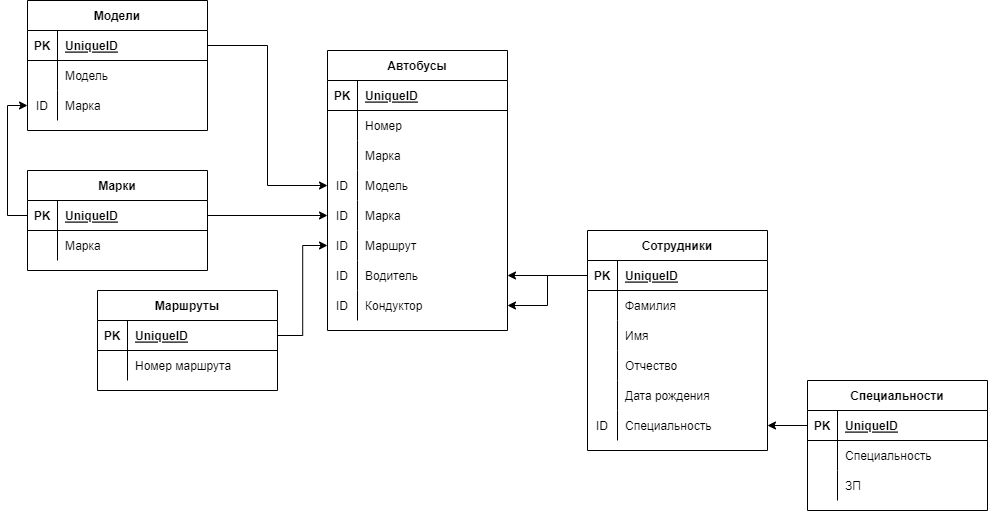 Модели
PK UniqueID
Модель
ID Марка
Марки
PK UniqueID
Марка
Маршруты
PK UniqueID
Номер маршрута
Автобусы
PK UniqueID
Номер
Марка
ID Модель
ID Марка
ID Маршрут
ID Водитель
ID Кондуктор
Сотрудники
PK UniqueID
Фамилия
Имя
Отчество
Дата рождения
ID Специальность
Специальности
PK UniqueID
Специальность
ЗП